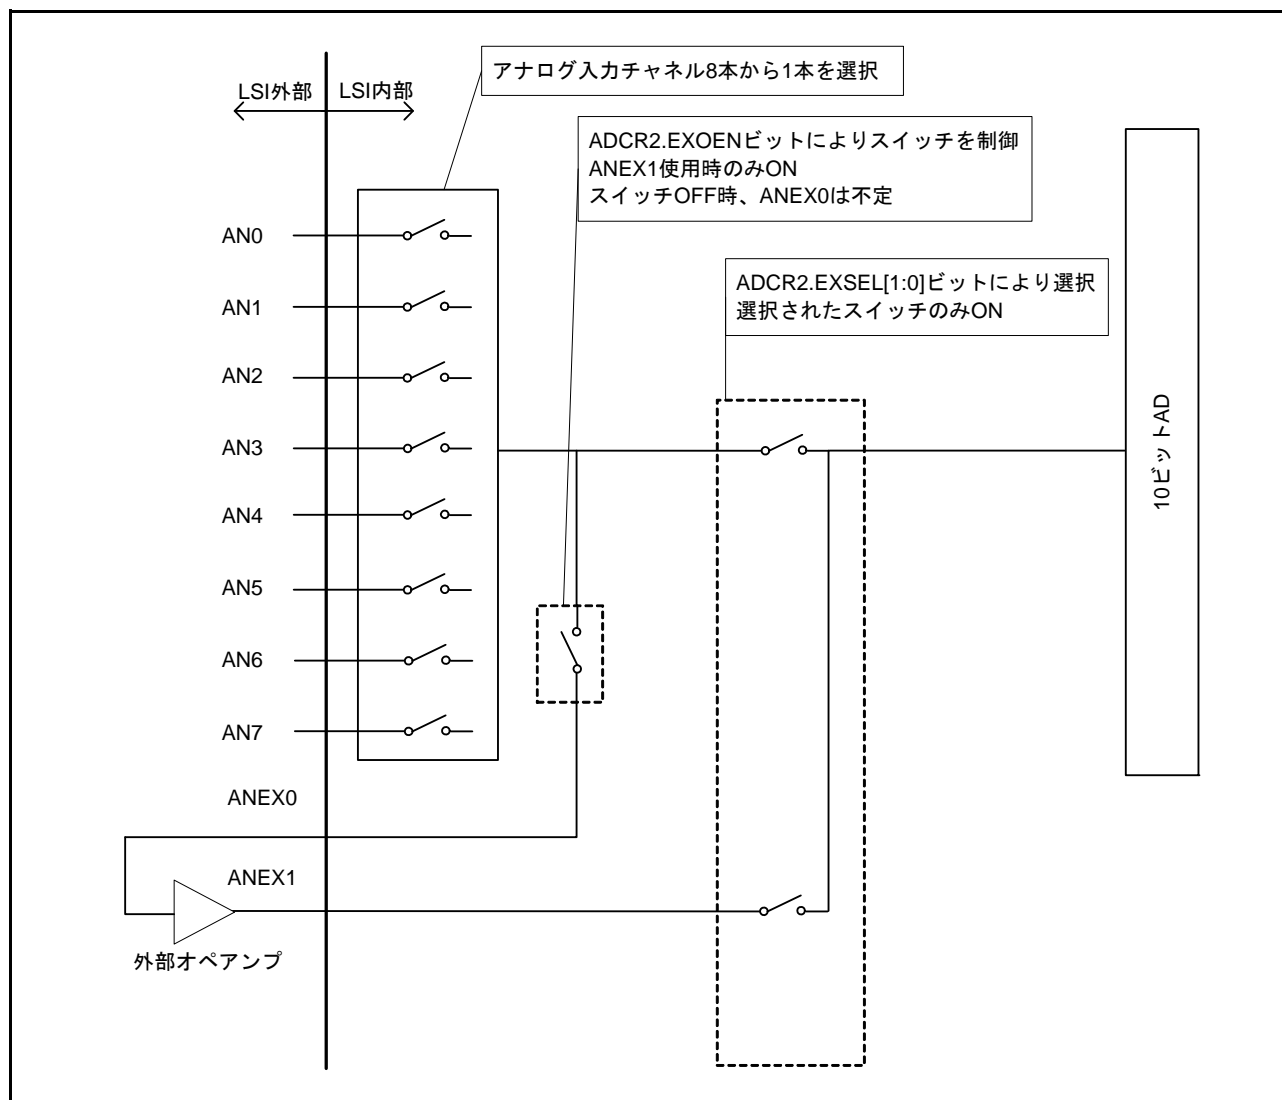 アナログ入力チャネル8本から1本を選択
LSI外部
LSI内部
ADCR2.EXOENビットによりスイッチを制御
ANEX1使用時のみON
スイッチOFF時、ANEX0は不定
AN0
ADCR2.EXSEL[1:0]ビットにより選択
選択されたスイッチのみON
AN1
AN2
AN3
10ビットAD
AN4
AN5
AN6
AN7
ANEX0
ANEX1
外部オペアンプ